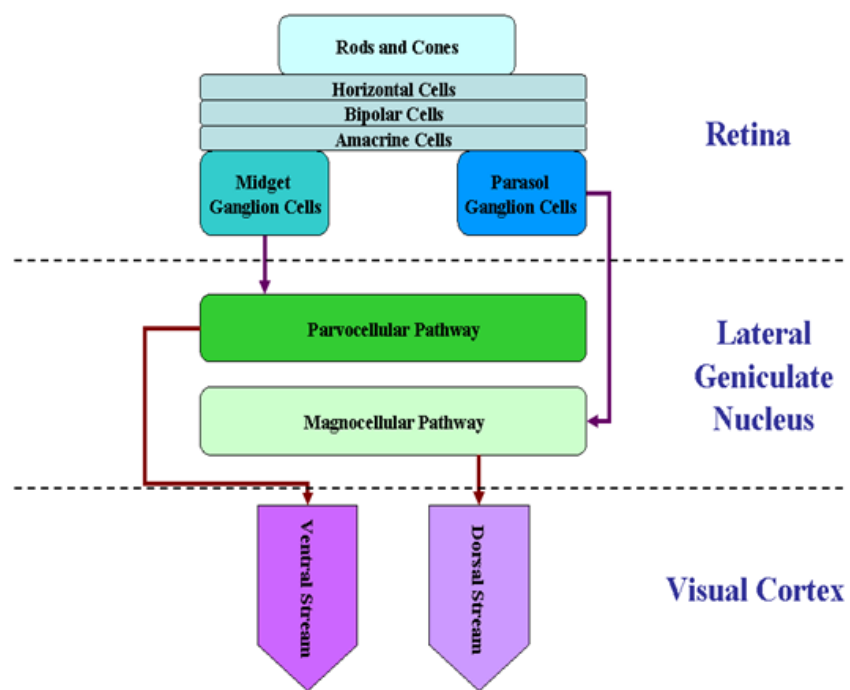 Rods and Cones
Horizontal Cells
Bipolar Cells
Amacrine Cells
Retina
Midget
Ganglion Cells
Parasol
Ganglion Cells
Parvocellular Pathway
Lateral
Geniculate
Nucleus
Magnocellular Pathway
Ventral Stream
Dorsal Stream
Visual Cortex